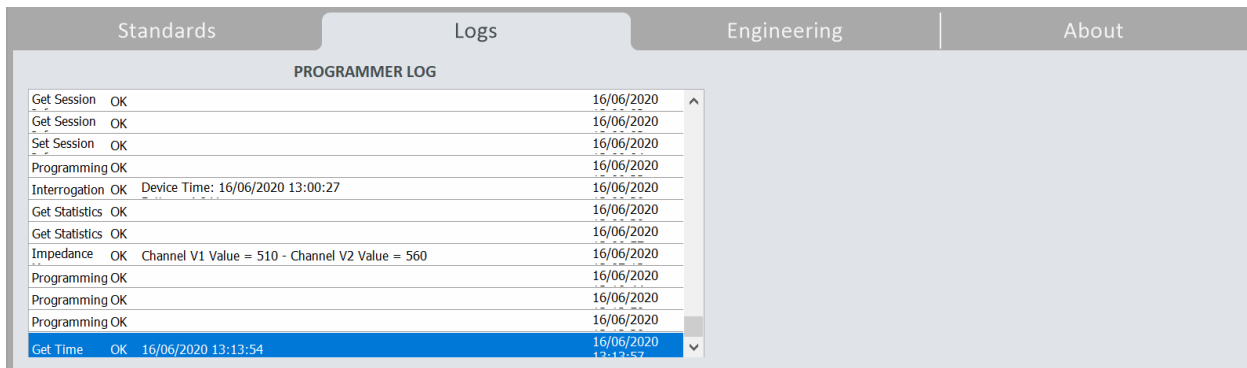 Standards Logs Engineering About
PROGRAMMER LOG
Get Session OK 16/06/2020
Get Session OK 16/06/2020
Set Session OK 16/06/2020
Programming OK 16/06/2020
Interrogation OK Device Time: 16/06/2020 13:00:27 16/06/2020
Get Statistics OK 16/06/2020
Get Statistics OK 16/06/2020
Impedance OK Channel V1 Value = 510 - Channel V2 Value = 560 16/06/2020
Programming OK 16/06/2020
Programming OK 16/06/2020
Programming OK 16/06/2020
Get Time OK 16/06/2020 13:13:54 16/06/2020
13:13:57